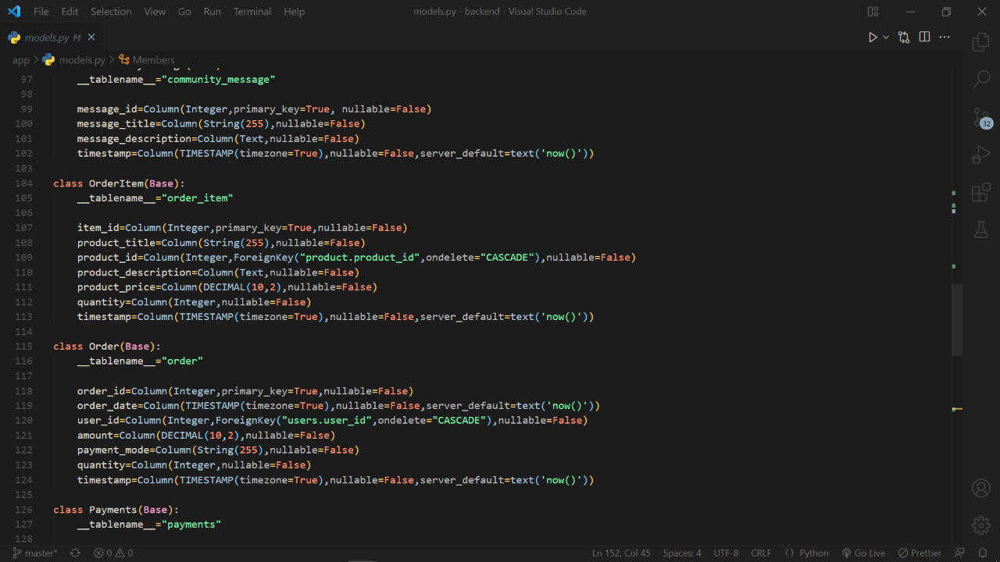 File Edit Selection View Go Run Terminal Help models.py - backend - Visual Studio Code
models.py M
app models.py Members
97 __tablename__="community_message"
98
99 message_id=Column(Integer,primary_key=True, nullable=False)
100 message_title=Column(String(255),nullable=False)
101 message_description=Column(Text,nullable=False)
102 timestamp=Column(TIMESTAMP(timezone=True),nullable=False,server_default=text('now()'))
103
104 class OrderItem(Base):
105 __tablename__="order_item"
106
107 item_id=Column(Integer,primary_key=True,nullable=False)
108 product_title=Column(String(255),nullable=False)
109 product_id=Column(Integer,ForeignKey("product.product_id",ondelete="CASCADE"),nullable=False)
110 product_description=Column(Text,nullable=False)
111 product_price=Column(DECIMAL(10,2),nullable=False)
112 quantity=Column(Integer,nullable=False)
113 timestamp=Column(TIMESTAMP(timezone=True),nullable=False,server_default=text('now()'))
114
115 class Order(Base):
116 __tablename__="order"
117
118 order_id=Column(Integer,primary_key=True,nullable=False)
119 order_date=Column(TIMESTAMP(timezone=True),nullable=False,server_default=text('now()'))
120 user_id=Column(Integer,ForeignKey("users.user_id",ondelete="CASCADE"),nullable=False)
121 amount=Column(DECIMAL(10,2),nullable=False)
122 payment_mode=Column(String(255),nullable=False)
123 quantity=Column(Integer,nullable=False)
124 timestamp=Column(TIMESTAMP(timezone=True),nullable=False,server_default=text('now()'))
125
126 class Payments(Base):
127 __tablename__="payments"
128
32
master* 0 0 Ln 152, Col 45 Spaces: 4 UTF-8 CRLF { } Python Go Live Prettier